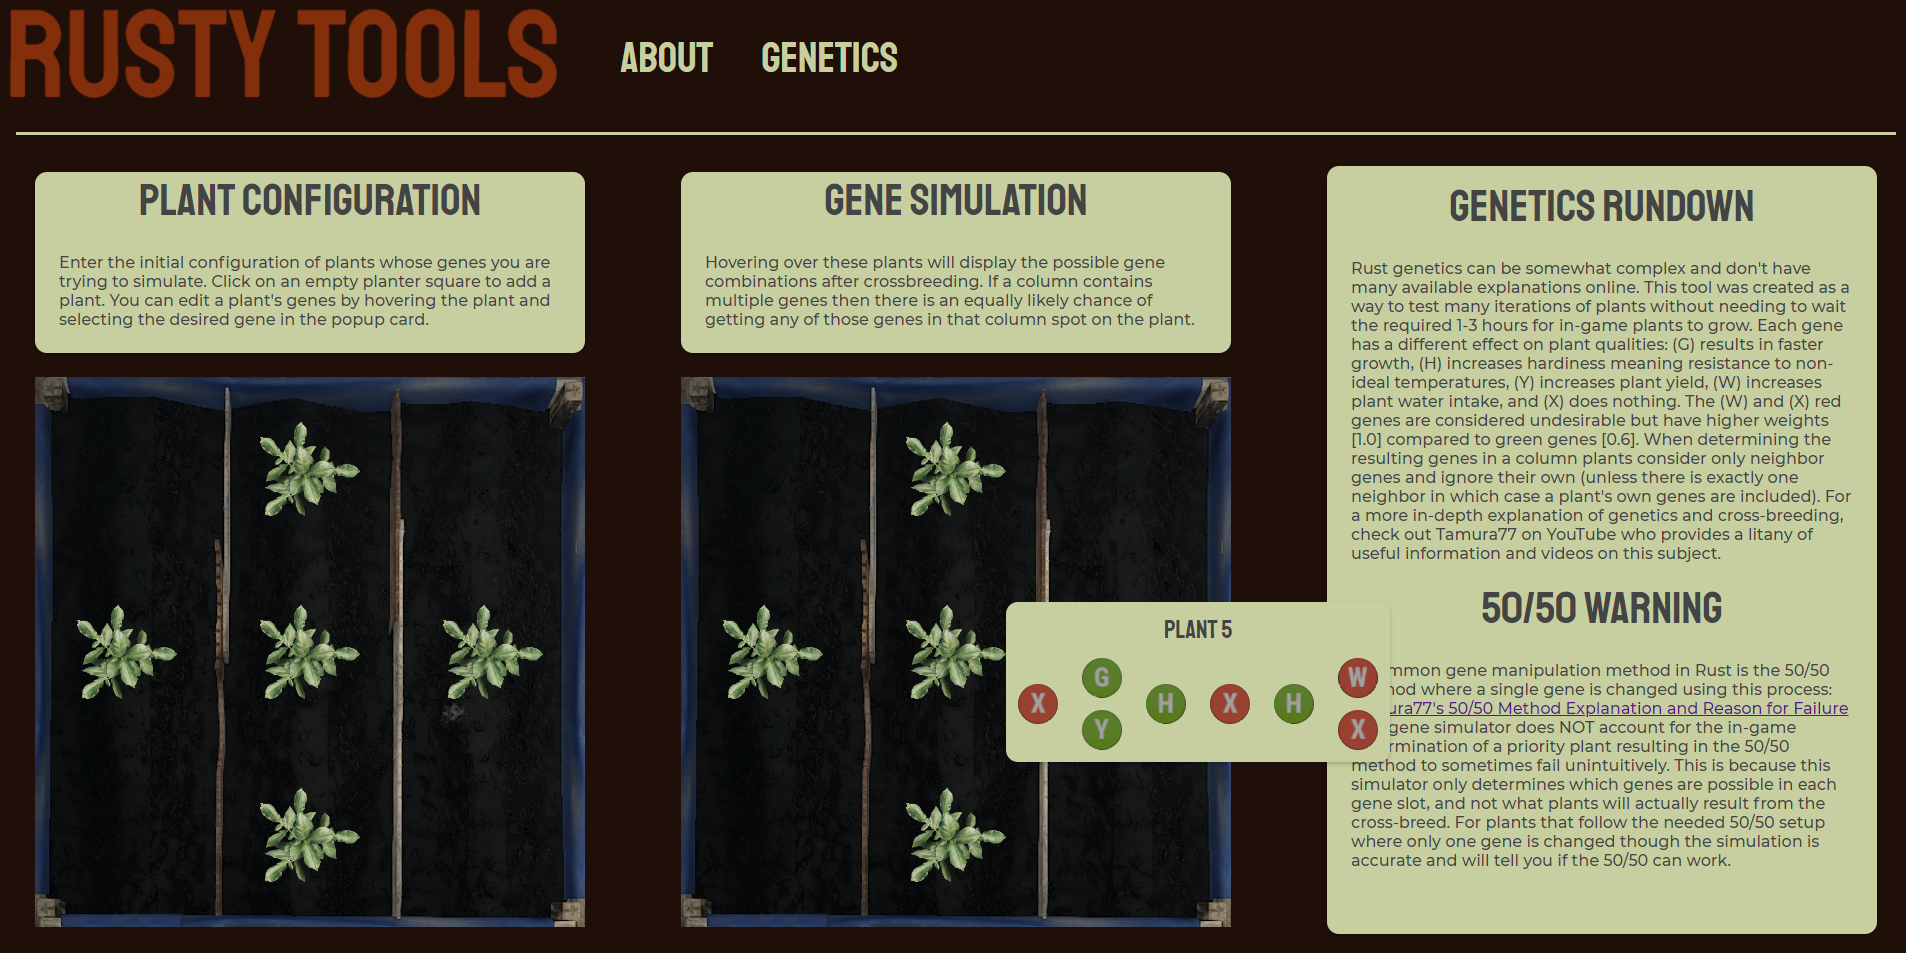 RUSTY TOOLS
ABOUT
GENETICS
PLANT CONFIGURATION
Enter the initial configuration of plants whose genes you are
trying to simulate. Click on an empty planter square to add a
plant. You can edit a plant's genes by hovering the plant and
selecting the desired gene in the popup card.
GENE SIMULATION
Hovering over these plants will display the possible gene
combinations after crossbreeding. If a column contains
multiple genes then there is an equally likely chance of
getting any of those genes in that column spot on the plant.
PLANT 5
G W
X H X H
Y X
GENETICS RUNDOWN
Rust genetics can be somewhat complex and don't have
many available explanations online. This tool was created as a
way to test many iterations of plants without needing to wait
the required 1-3 hours for in-game plants to grow. Each gene
has a different effect on plant qualities: (G) results in faster
growth, (H) increases hardiness meaning resistance to non-
ideal temperatures, (Y) increases plant yield, (W) increases
plant water intake, and (X) does nothing. The (W) and (X) red
genes are considered undesirable but have higher weights
[1.0] compared to green genes [0.6]. When determining the
resulting genes in a column plants consider only neighbor
genes and ignore their own (unless there is exactly one
neighbor in which case a plant's own genes are included). For
a more in-depth explanation of genetics and cross-breeding,
check out Tamura77 on YouTube who provides a litany of
useful information and videos on this subject.
50/50 WARNING
gene manipulation method in Rust is the 50/50
where a single gene is changed using this process:
50/50 Method Explanation and Reason for Failure
gene simulator does NOT account for the in-game
of a priority plant resulting in the 50/50
method to sometimes fail unintuitively. This is because this
simulator only determines which genes are possible in each
gene slot, and not what plants will actually result from the
cross-breed. For plants that follow the needed 50/50 setup
where only one gene is changed though the simulation is
accurate and will tell you if the 50/50 can work.